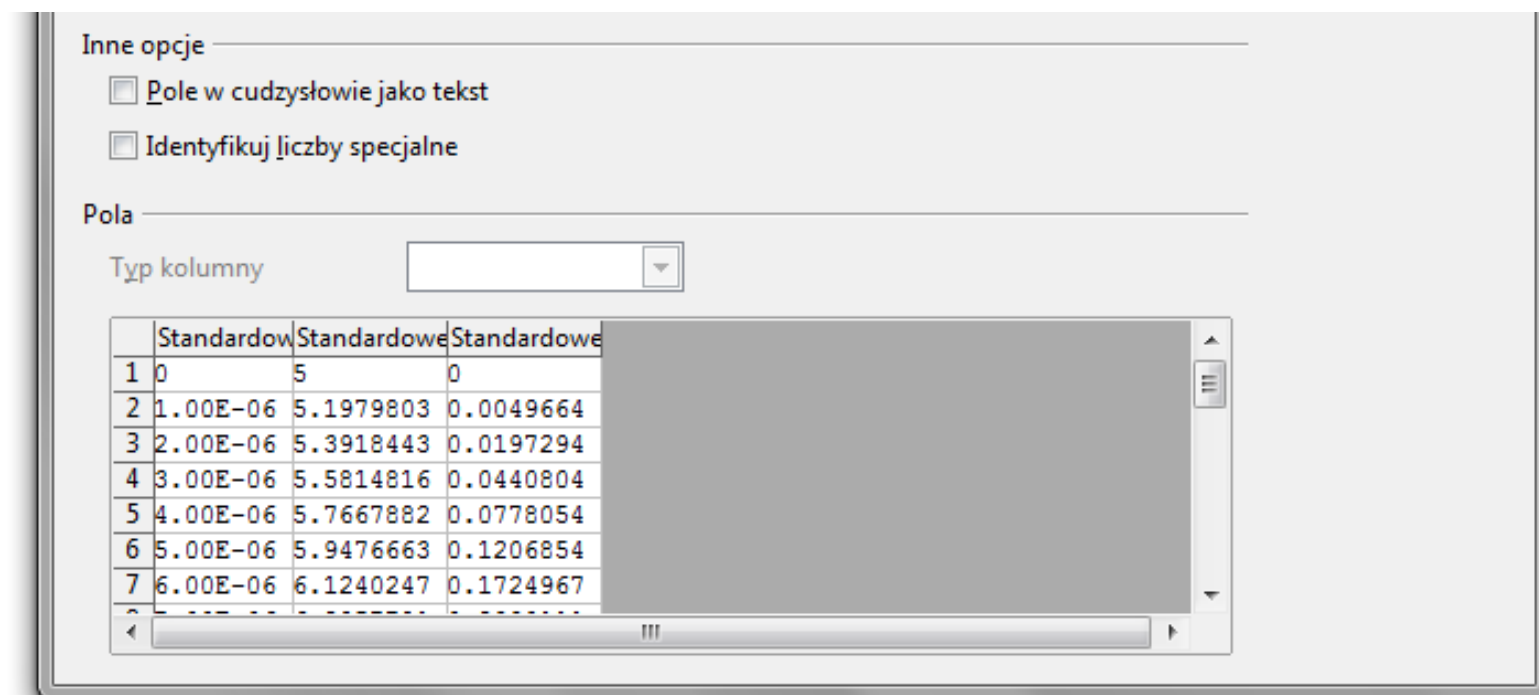 Inne opcje
Pole w cudzysłowie jako tekst
Identyfikuj liczby specjalne
Pola
Typ kolumny
Standardow Standardowe Standardowe
1 0 5 0
2 1.00E-06 5.1979803 0.0049664
3 2.00E-06 5.3918443 0.0197294
4 3.00E-06 5.5814816 0.0440804
5 4.00E-06 5.7667882 0.0778054
6 5.00E-06 5.9476663 0.1206854
7 6.00E-06 6.1240247 0.1724967